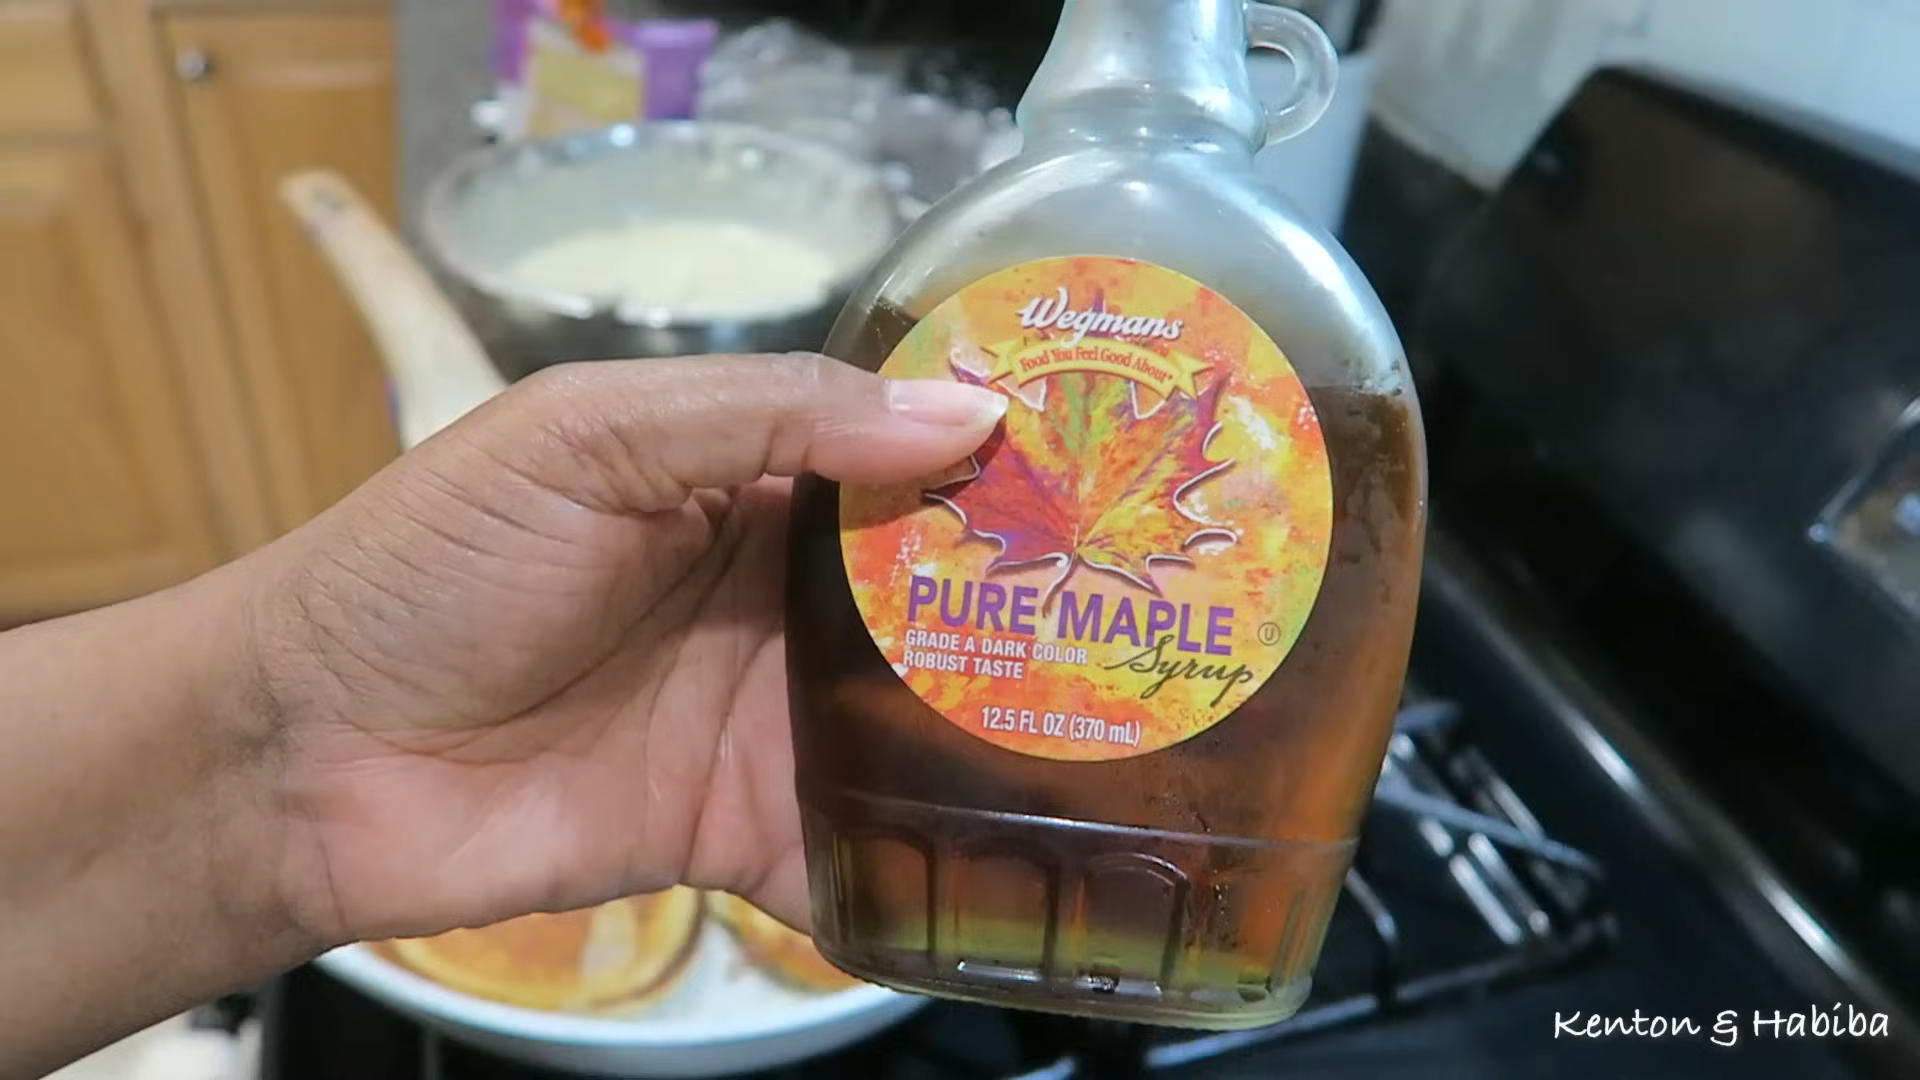 Wegmans
Food You Feel Good About
PURE MAPLE
Syrup
GRADE A DARK COLOR
ROBUST TASTE
U
12.5 FL OZ (370 mL)
Kenton & Habiba